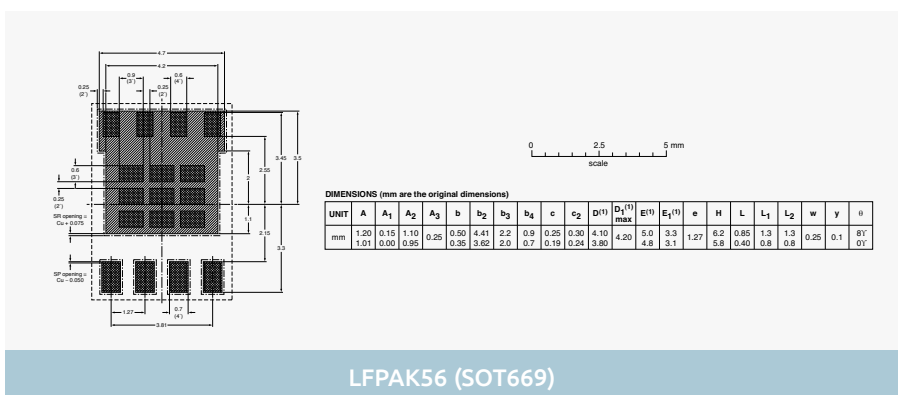 4.7
4.2
0.9
(3´)
0.6
(4´)
0.25
(2´)
0.25
(2´)
0.6
(3´)
0.25
(2´)
SR opening =
Cu + 0.075
2
2.55
3.45
3.5
1.1
2.15
3.3
SP opening =
Cu – 0.050
1.27
0.7
(4´)
3.81
0 2.5 5 mm
scale
DIMENSIONS (mm are the original dimensions)
UNIT A A1 A2 A3 b b2 b3 b4 c c2 D(1) D1(1) max E(1) E1(1) e H L L1 L2 w y θ
mm 1.20 0.15 1.10 0.25 0.50 4.41 2.2 0.9 0.25 0.30 4.10 4.20 5.0 3.3 1.27 6.2 0.85 1.3 1.3 0.25 0.1 8ϒ
1.01 0.00 0.95 0.35 3.62 2.0 0.7 0.19 0.24 3.80 4.8 3.1 5.8 0.40 0.8 0.8 0ϒ
LFPAK56 (SOT669)